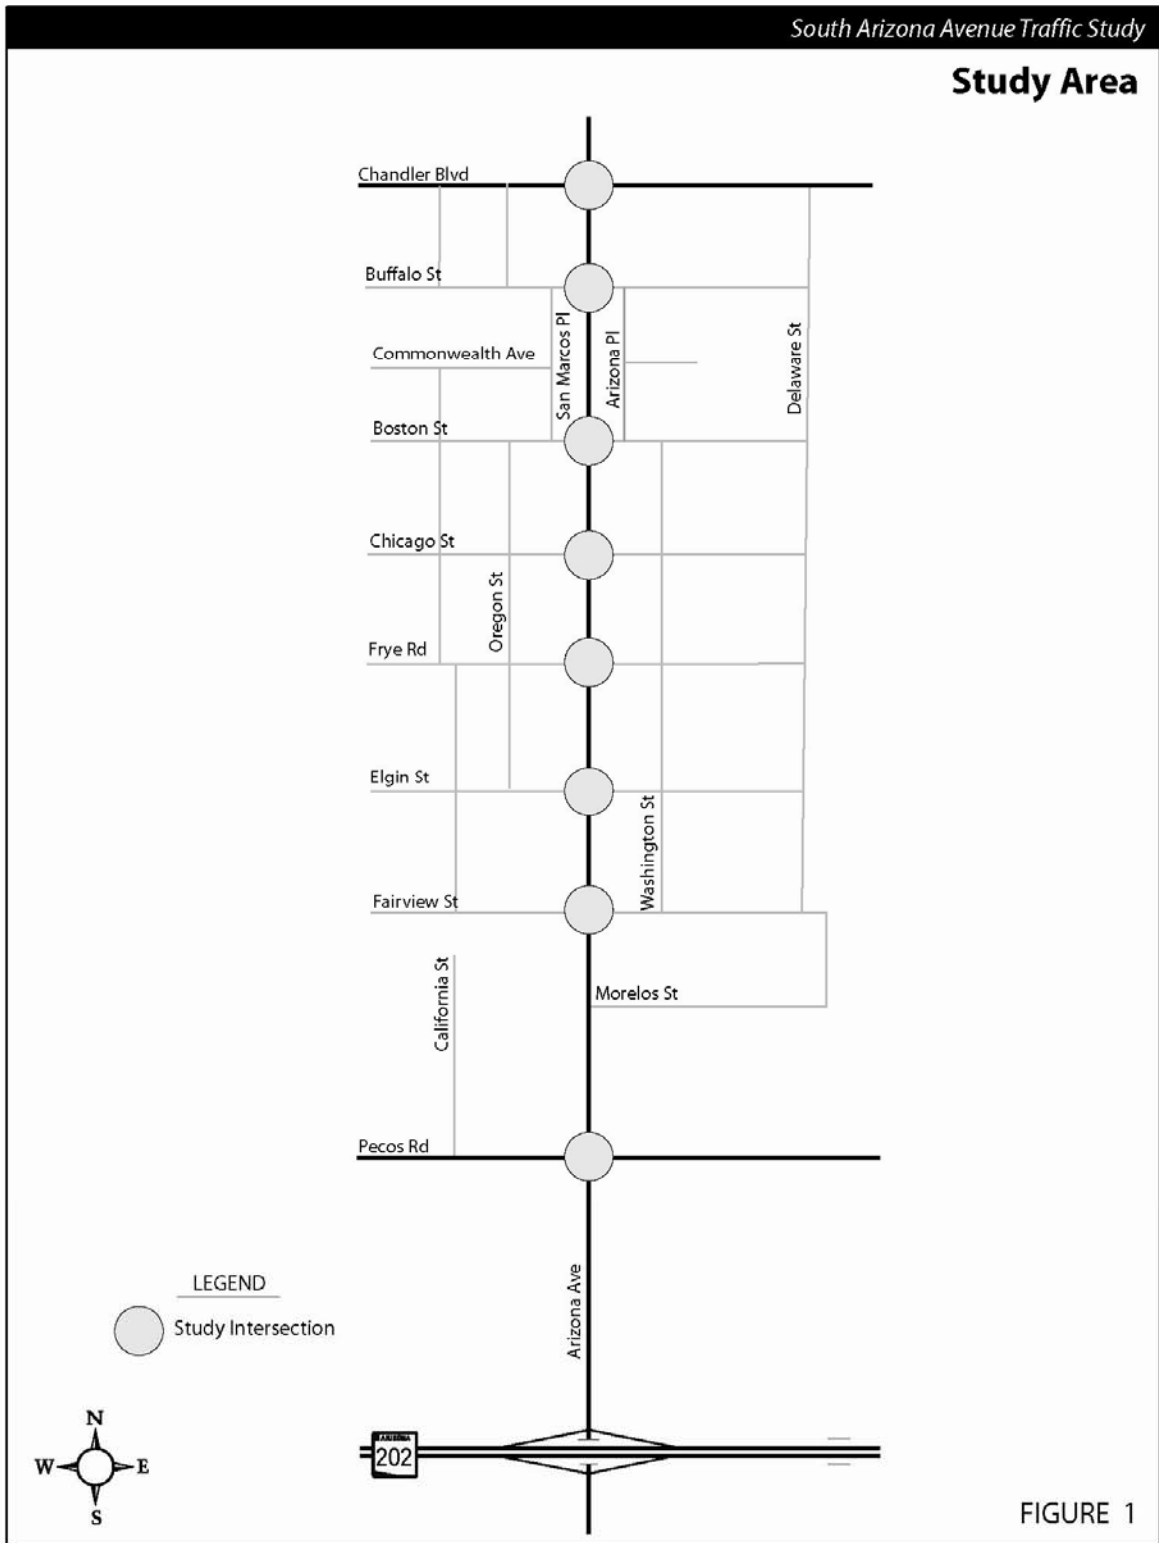 South Arizona Avenue Traffic Study
Study Area
Chandler Blvd
Buffalo St
San Marcos Pl
Arizona Pl
Delaware St
Commonwealth Ave
Boston St
Chicago St
Oregon St
Frye Rd
Elgin St
Washington St
Fairview St
California St
Morelos St
Pecos Rd
Arizona Ave
LEGEND
Study Intersection
N
W E
S
ARIZONA
202
FIGURE 1